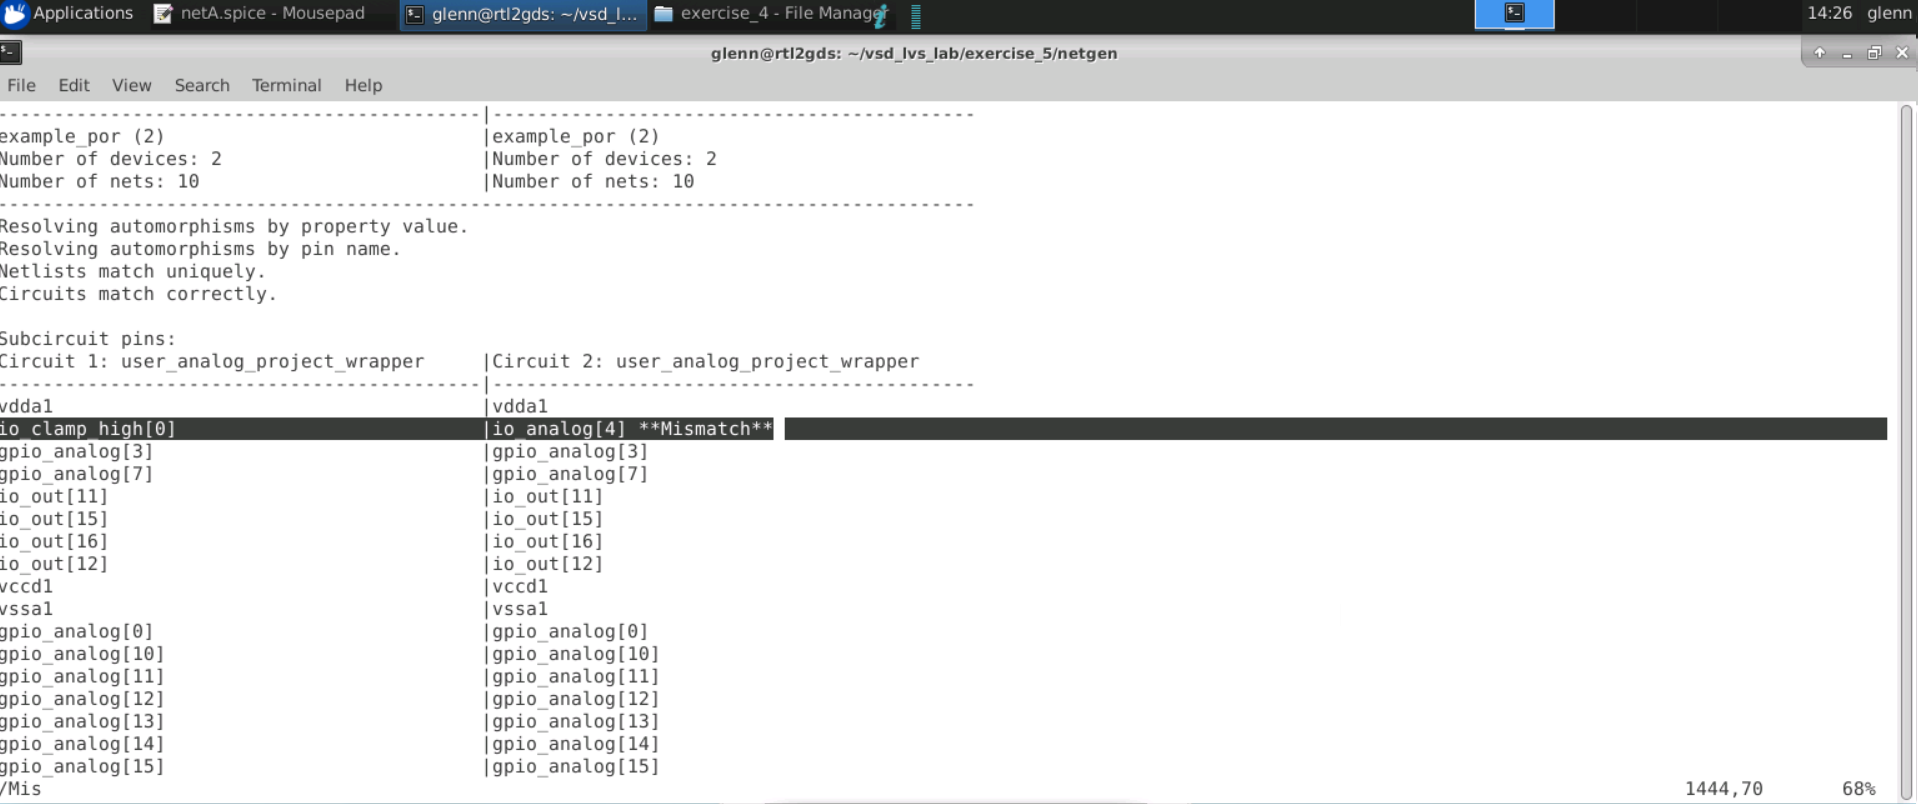 Applications netA.spice - Mousepad glenn@rtl2gds: ~/vsd_l... exercise_4 - File Manager 14:26 glenn
glenn@rtl2gds: ~/vsd_lvs_lab/exercise_5/netgen
File Edit View Search Terminal Help
-------------------------------------------|-------------------------------------------
example_por (2) |example_por (2)
Number of devices: 2 |Number of devices: 2
Number of nets: 10 |Number of nets: 10
---------------------------------------------------------------------------------------
Resolving automorphisms by property value.
Resolving automorphisms by pin name.
Netlists match uniquely.
Circuits match correctly.
Subcircuit pins:
Circuit 1: user_analog_project_wrapper |Circuit 2: user_analog_project_wrapper
-------------------------------------------|-------------------------------------------
vdda1 |vdda1
io_clamp_high[0] |io_analog[4] **Mismatch**
gpio_analog[3] |gpio_analog[3]
gpio_analog[7] |gpio_analog[7]
io_out[11] |io_out[11]
io_out[15] |io_out[15]
io_out[16] |io_out[16]
io_out[12] |io_out[12]
vccd1 |vccd1
vssa1 |vssa1
gpio_analog[0] |gpio_analog[0]
gpio_analog[10] |gpio_analog[10]
gpio_analog[11] |gpio_analog[11]
gpio_analog[12] |gpio_analog[12]
gpio_analog[13] |gpio_analog[13]
gpio_analog[14] |gpio_analog[14]
gpio_analog[15] |gpio_analog[15]
/Mis 1444,70 68%